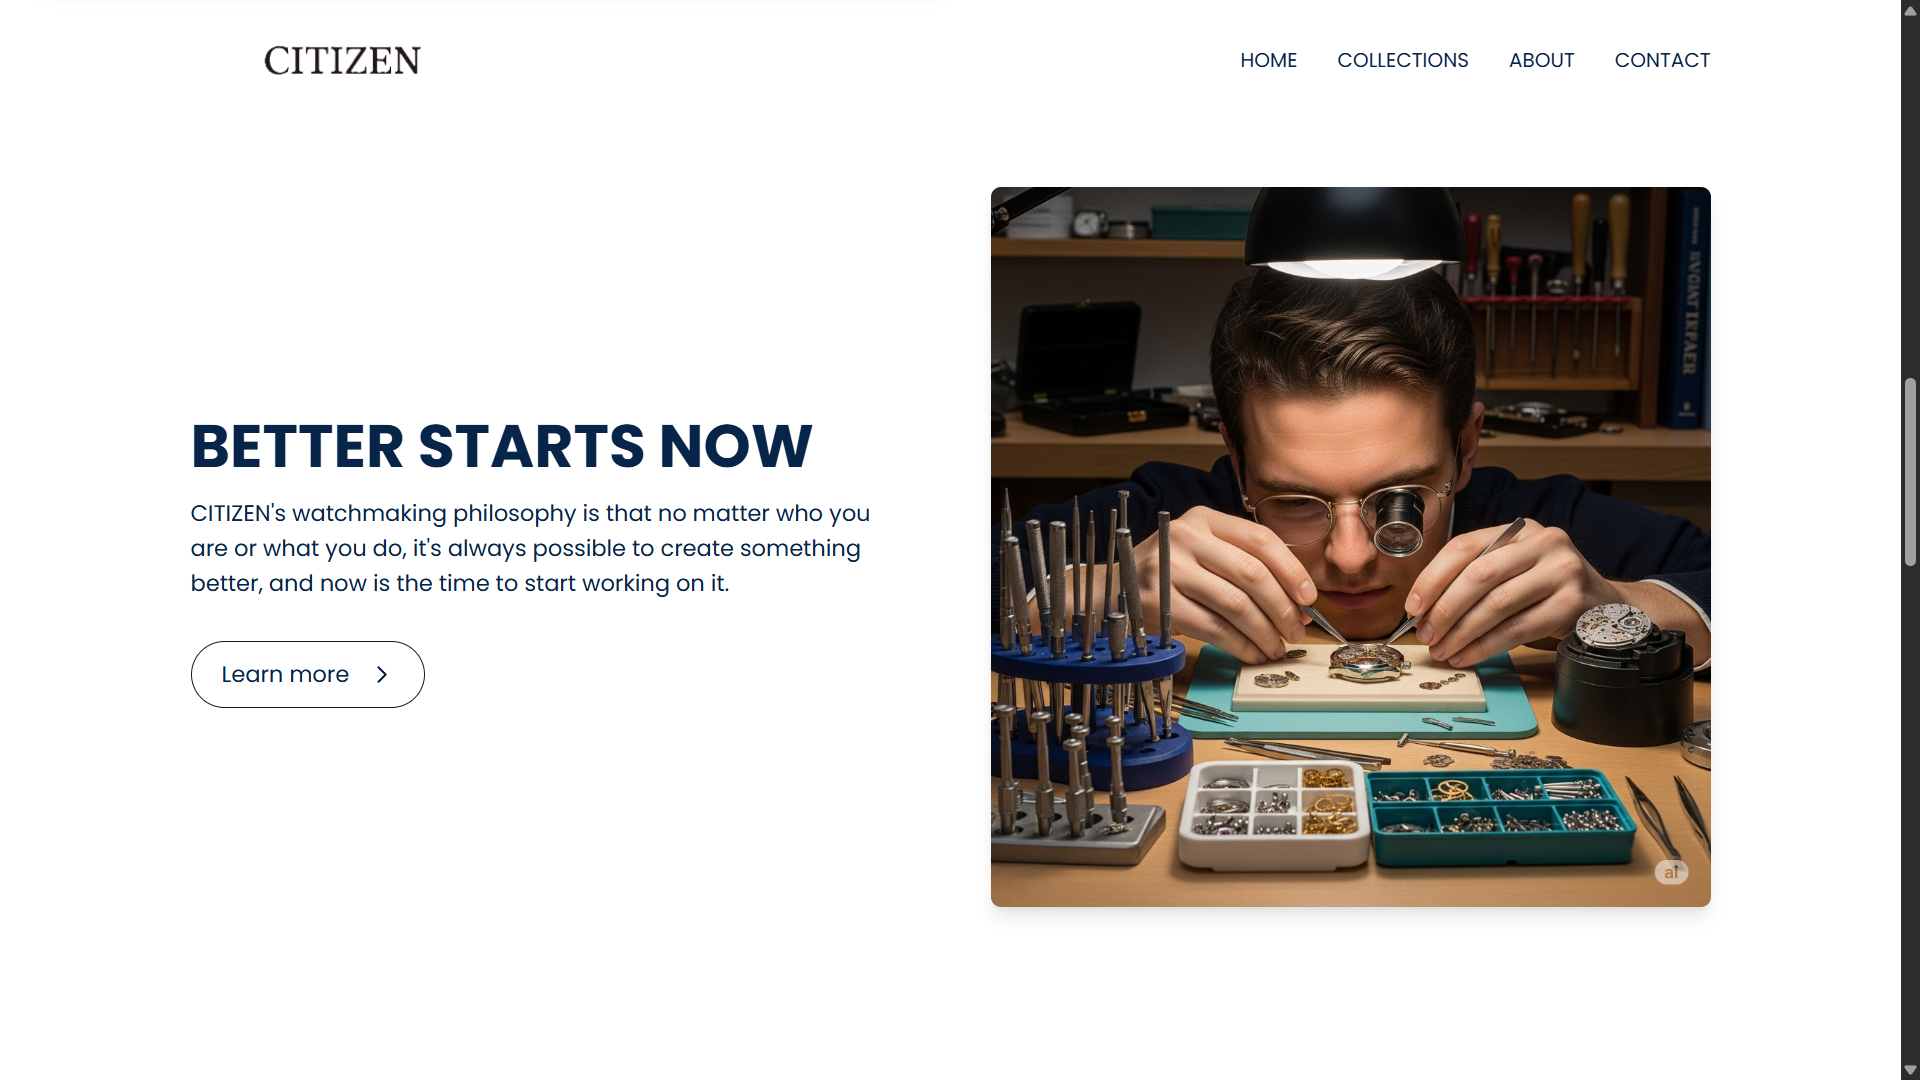 CITIZEN
HOME COLLECTIONS ABOUT CONTACT
BETTER STARTS NOW
CITIZEN's watchmaking philosophy is that no matter who you
are or what you do, it's always possible to create something
better, and now is the time to start working on it.
Learn more
ai